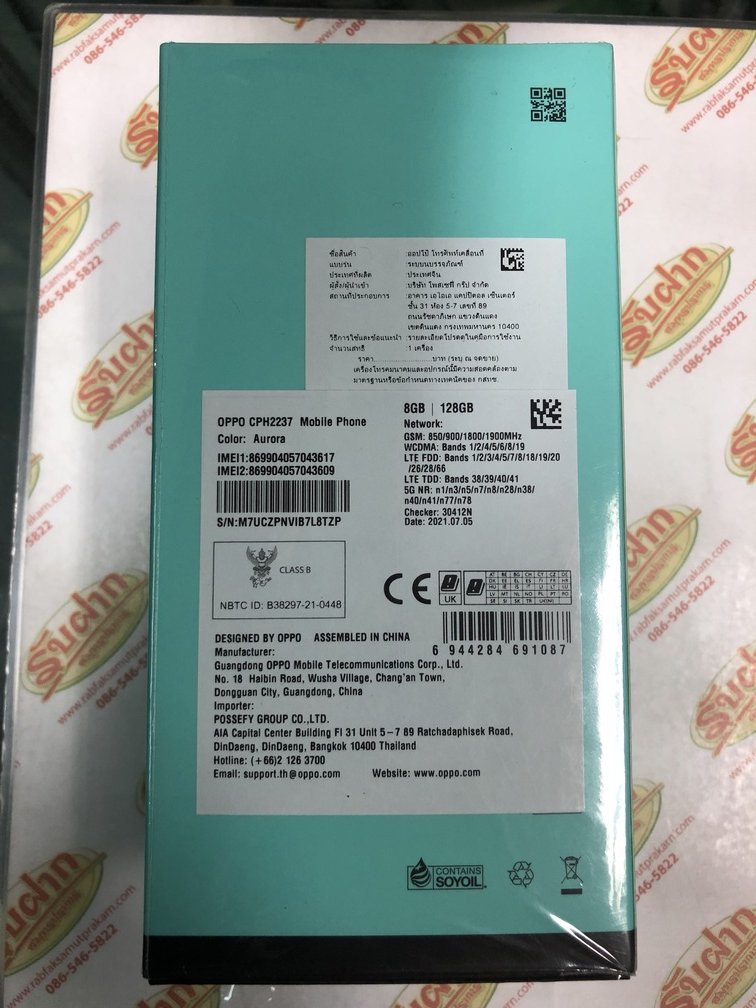 ชื่อสินค้า :ออปโป้ โทรศัพท์เคลื่อนที่
แบบรุ่น :ระบุบนบรรจุภัณฑ์
ประเทศที่ผลิต :ประเทศจีน
ผู้สั่ง/ผู้นำเข้า :บริษัท โพสเซฟี่ กรุ๊ป จำกัด
สถานที่ประกอบการ :อาคาร เอไอเอ แคปปิตอล เซ็นเตอร์
ชั้น 31 ห้อง 5-7 เลขที่ 89
ถนนรัชดาภิเษก แขวงดินแดง
เขตดินแดง กรุงเทพมหานคร 10400
วิธีการใช้และข้อแนะนำ :รายละเอียดโปรดดูในคู่มือการใช้งาน
จำนวนสุทธิ :1 เครื่อง
ราคา..................บาท (ระบุ ณ จุดขาย)
เครื่องโทรคมนาคมและอุปกรณ์นี้มีความสอดคล้องตาม
มาตรฐานหรือข้อกำหนดทางเทคนิคของ กสทช.
OPPO CPH2237 Mobile Phone
Color: Aurora
IMEI1:869904057043617
IMEI2:869904057043609
S/N:M7UCZPNVIB7L8TZP
8GB | 128GB
Network:
GSM: 850/900/1800/1900MHz
WCDMA: Bands 1/2/4/5/6/8/19
LTE FDD: Bands 1/2/3/4/5/7/8/18/19/20
/26/28/66
LTE TDD: Bands 38/39/40/41
5G NR: n1/n3/n5/n7/n8/n28/n38/
n40/n41/n77/n78
Checker: 30412N
Date: 2021.07.05
CLASS B
NBTC ID: B38297-21-0448
CE
UK
DESIGNED BY OPPO ASSEMBLED IN CHINA
6 944284 691087
Manufacturer:
Guangdong OPPO Mobile Telecommunications Corp., Ltd.
No. 18 Haibin Road, Wusha Village, Chang'an Town,
Dongguan City, Guangdong, China
Importer:
POSSEFY GROUP CO.,LTD.
AIA Capital Center Building Fl 31 Unit 5-7 89 Ratchadaphisek Road,
DinDaeng, DinDaeng, Bangkok 10400 Thailand
Hotline: (+66)2 126 3700
Email: support.th@oppo.com Website: www.oppo.com
CONTAINS
SOYOIL
รับฝาก
www.rabfaksamutprakarn.com
086-546-5822